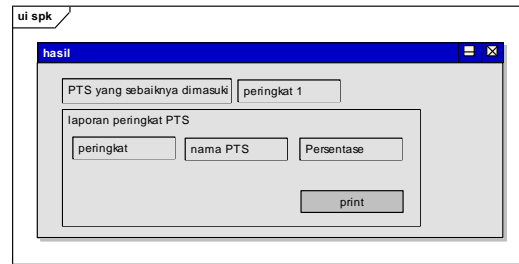 ui spk
hasil
PTS yang sebaiknya dimasuki peringkat 1
laporan peringkat PTS
peringkat nama PTS Persentase
print